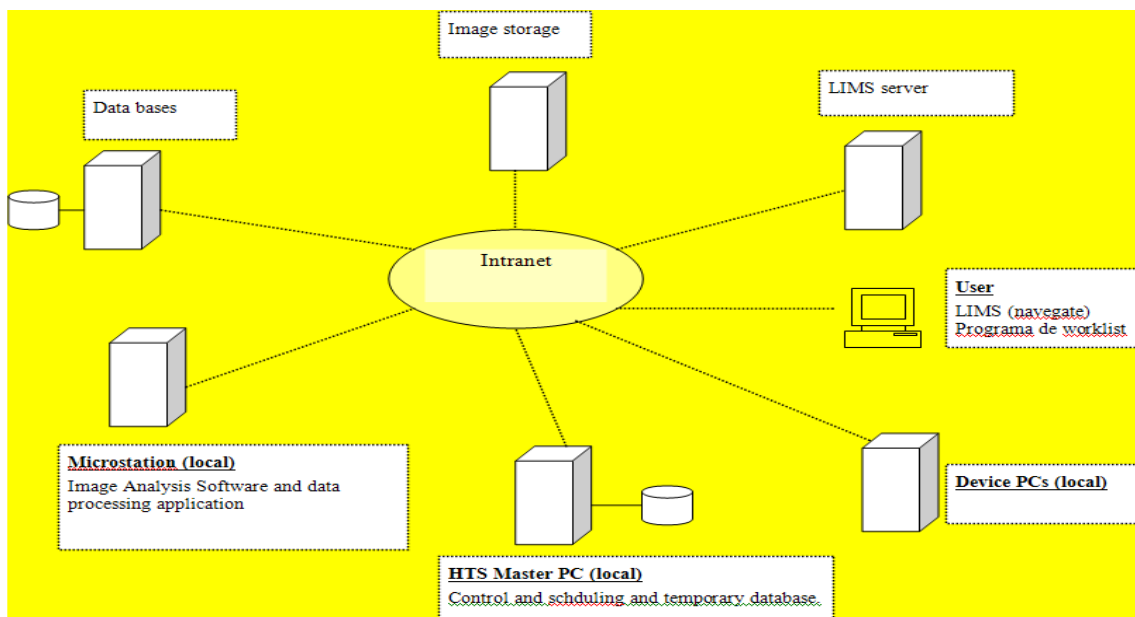 Image storage
Data bases
LIMS server
Intranet
User
LIMS (navegate)
Programa de worklist
Microstation (local)
Image Analysis Software and data
processing application
Device PCs (local)
HTS Master PC (local)
Control and schduling and temporary database.